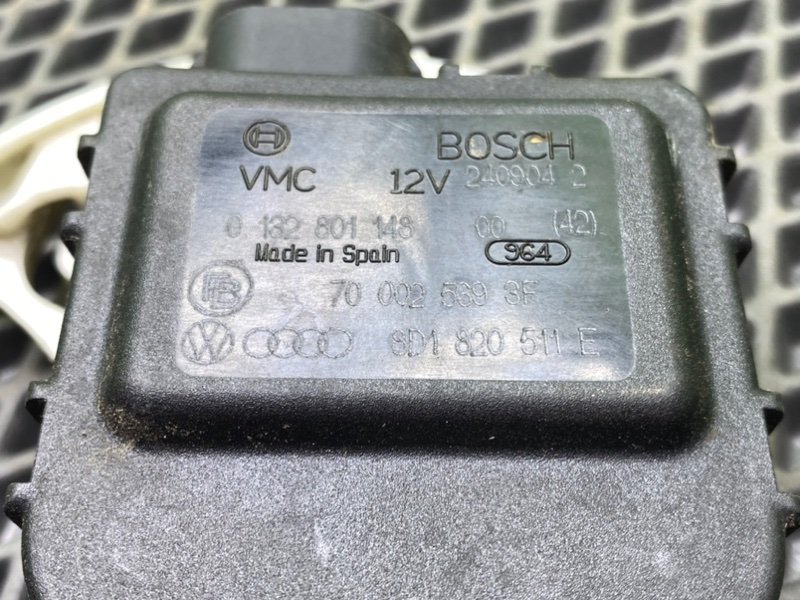 BOSCH
VMC 12V 240904 2
0 132 801 143 00 (42)
Made in Spain 964
70 002 569 3F
8D1 820 511 E